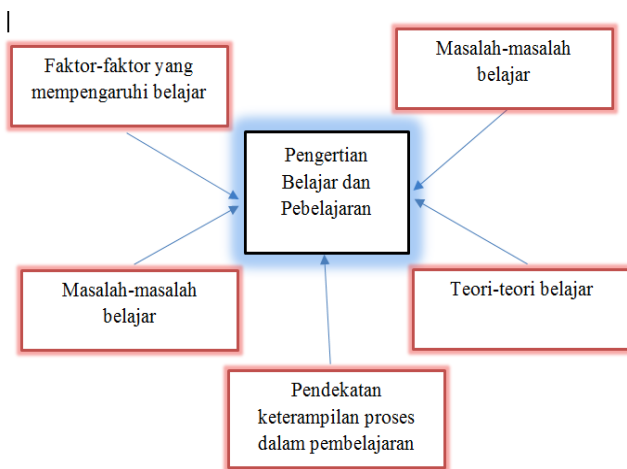 Faktor-faktor yang
mempengaruhi belajar
Masalah-masalah
belajar
Pengertian
Belajar dan
Pebelajaran
Masalah-masalah
belajar
Teori-teori belajar
Pendekatan
keterampilan proses
dalam pembelajaran